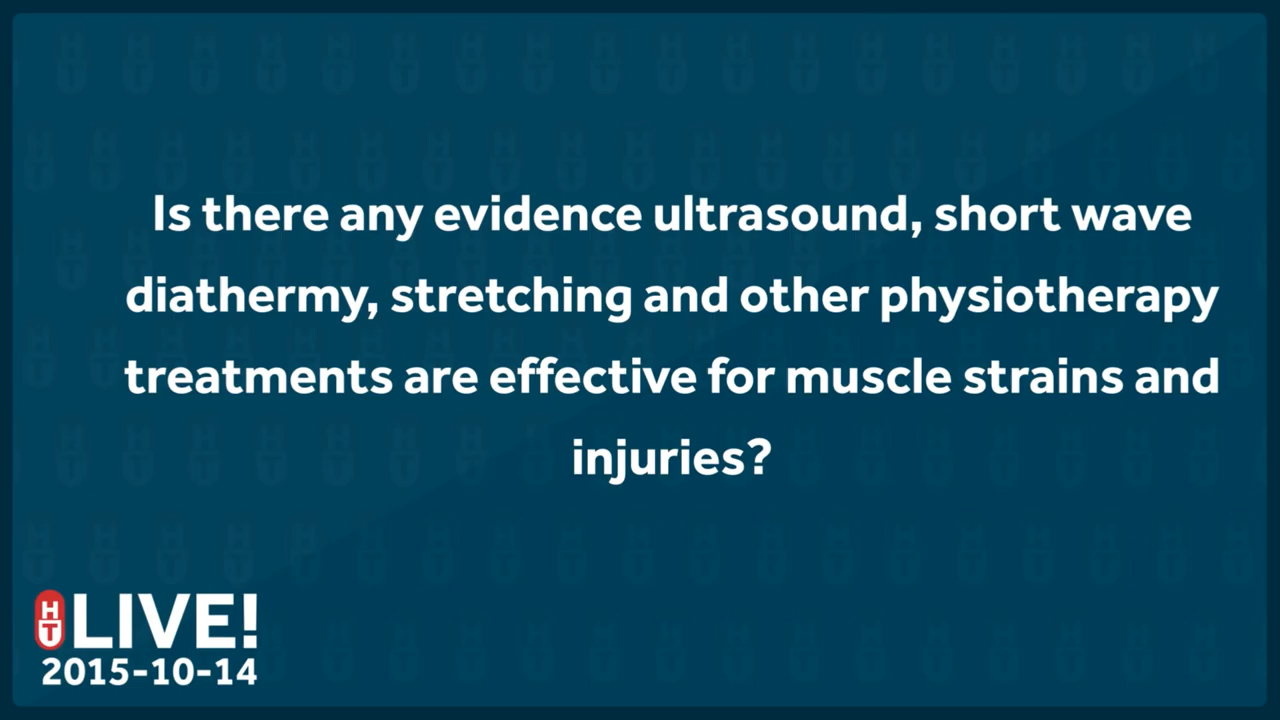 Is there any evidence ultrasound, short wave
diathermy, stretching and other physiotherapy
treatments are effective for muscle strains and
injuries?
HT LIVE!
2015-10-14